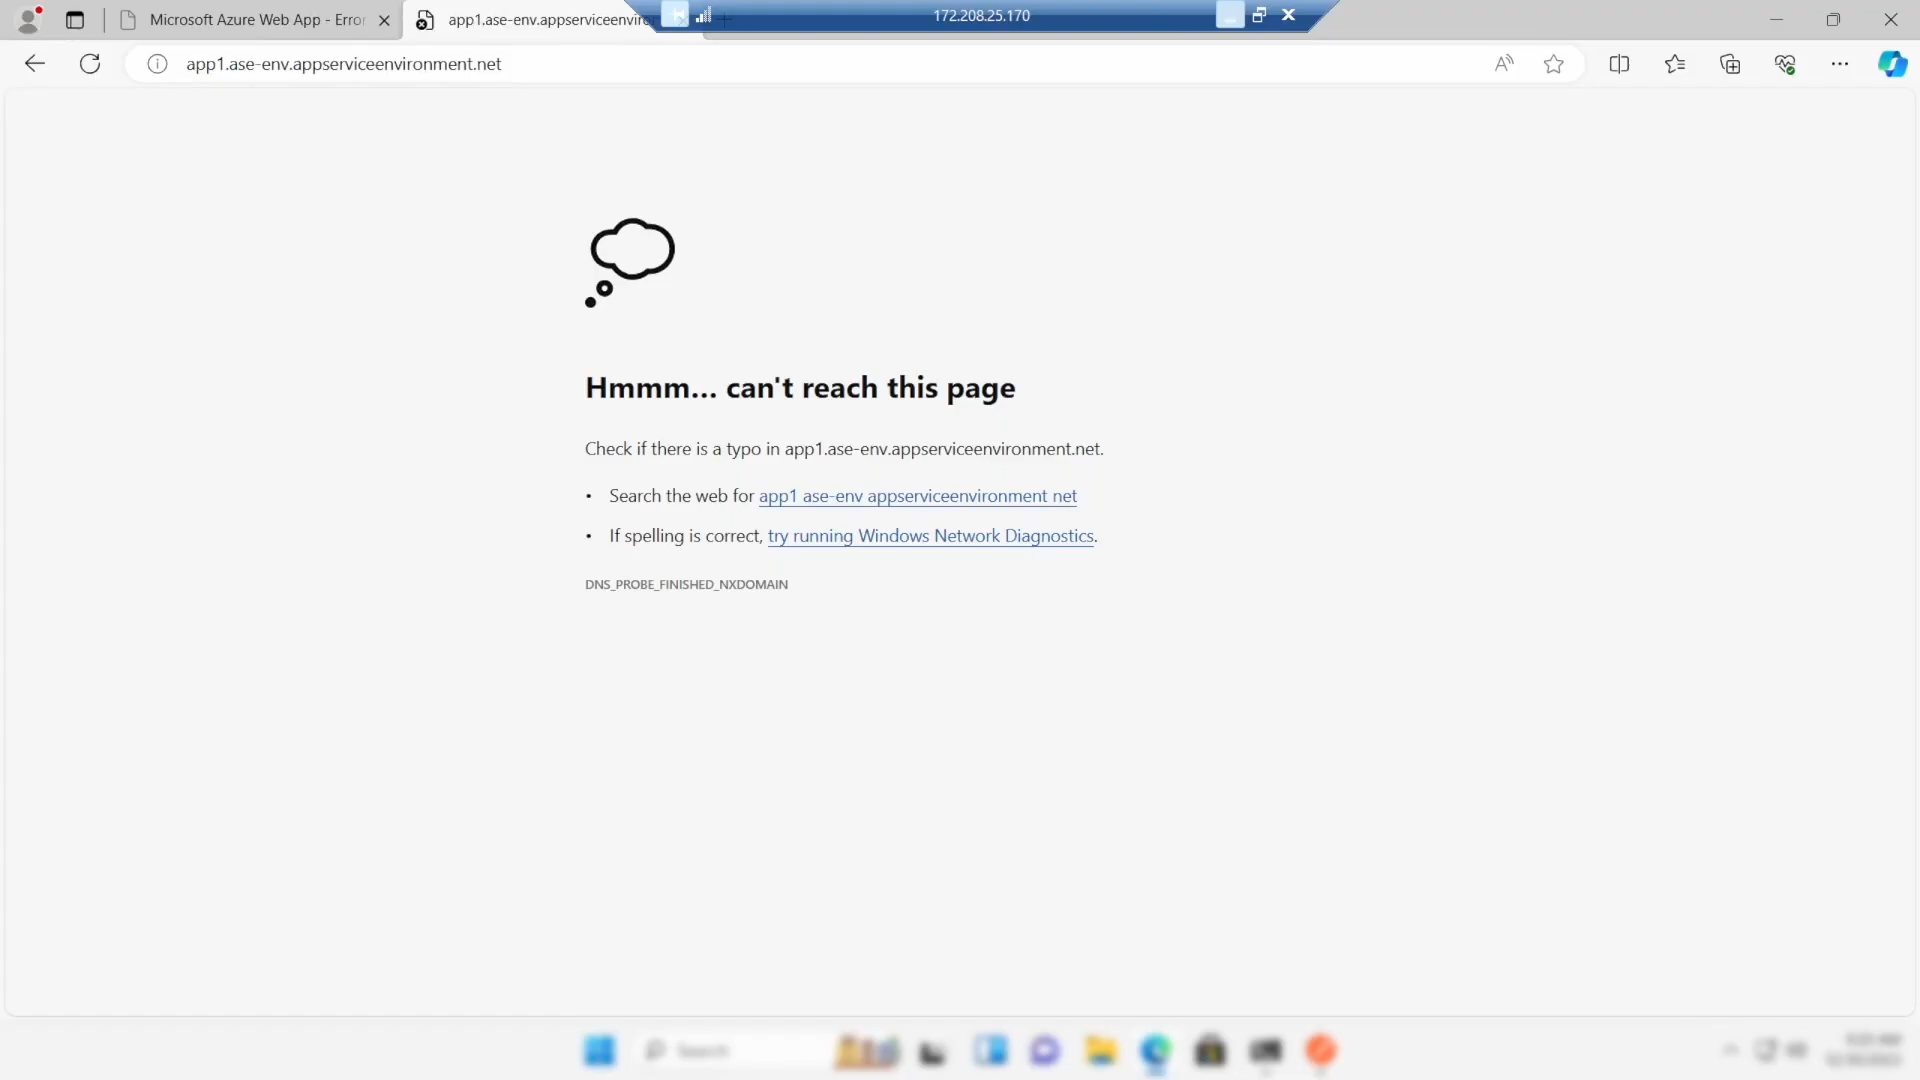 Microsoft Azure Web App - Error
app1.ase-env.appserviceenviron
172.208.25.170
app1.ase-env.appserviceenvironment.net
Hmmm... can't reach this page
Check if there is a typo in app1.ase-env.appserviceenvironment.net.
• Search the web for app1 ase-env appserviceenvironment net
• If spelling is correct, try running Windows Network Diagnostics.
DNS_PROBE_FINISHED_NXDOMAIN
Search